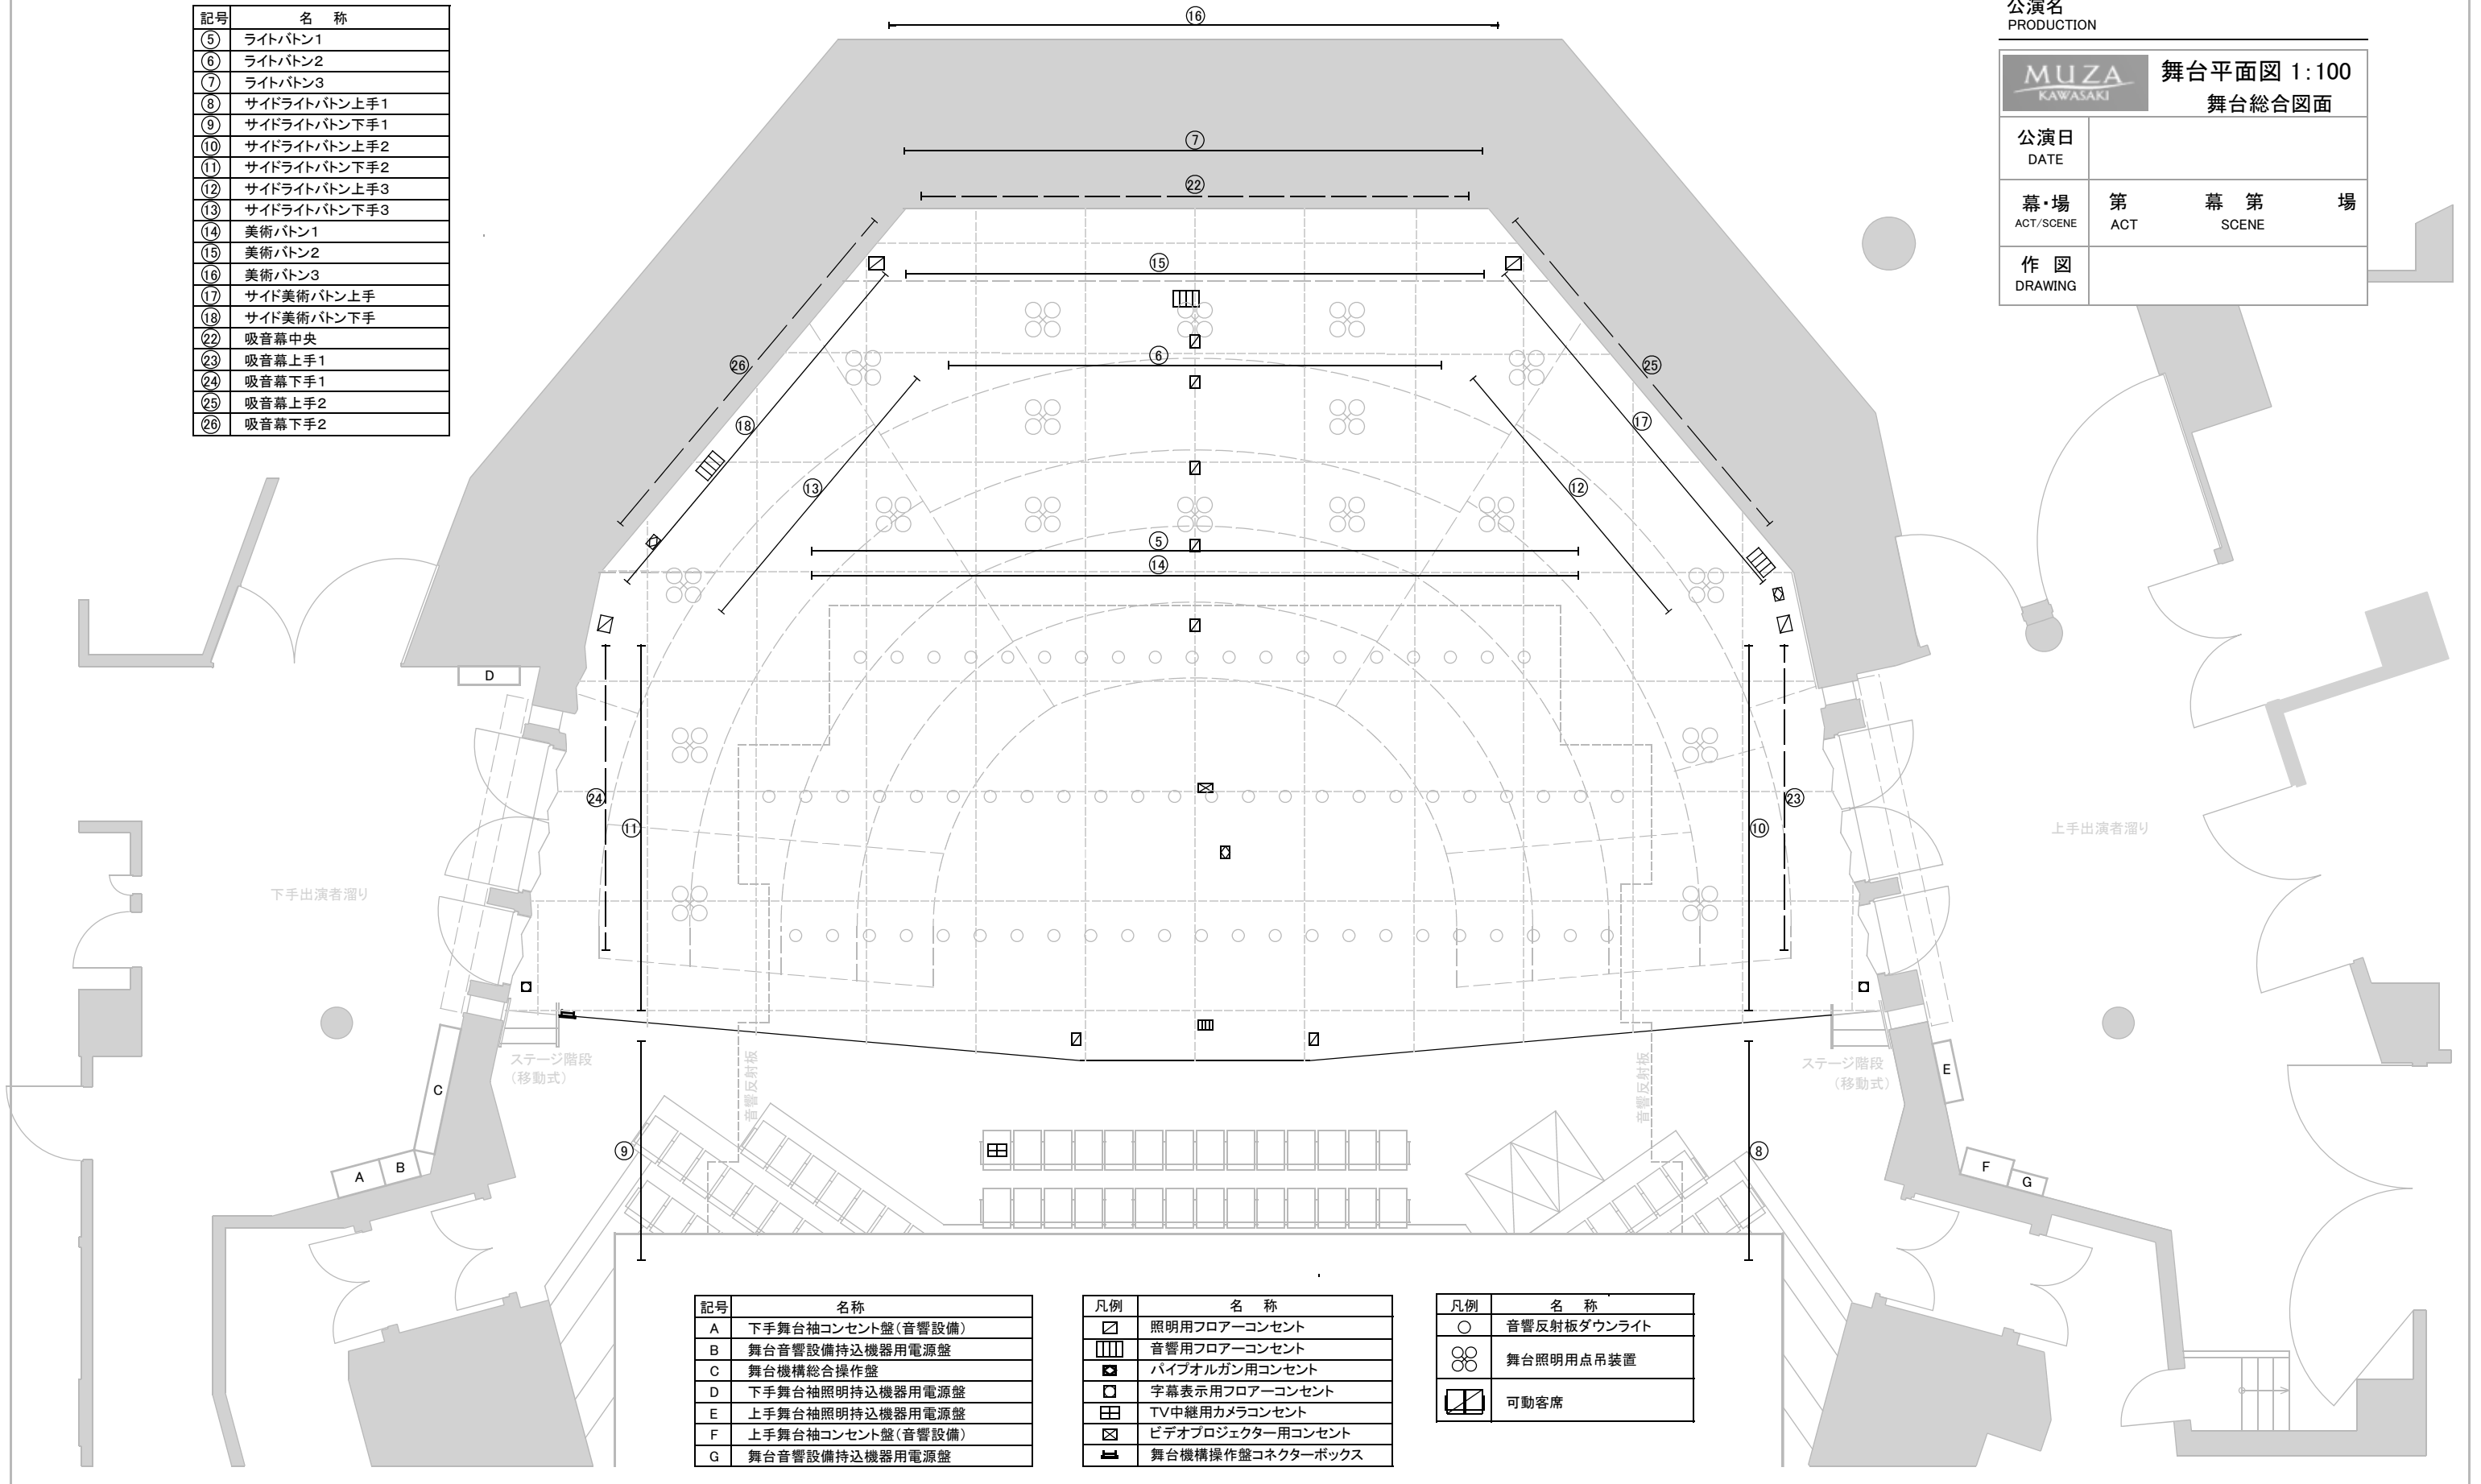 記号 名 称
⑤ ライトバトン1
⑥ ライトバトン2
⑦ ライトバトン3
⑧ サイドライトバトン上手1
⑨ サイドライトバトン下手1
⑩ サイドライトバトン上手2
⑪ サイドライトバトン下手2
⑫ サイドライトバトン上手3
⑬ サイドライトバトン下手3
⑭ 美術バトン1
⑮ 美術バトン2
⑯ 美術バトン3
⑰ サイド美術バトン上手
⑱ サイド美術バトン下手
㉒ 吸音幕中央
㉓ 吸音幕上手1
㉔ 吸音幕下手1
㉕ 吸音幕上手2
㉖ 吸音幕下手2
公演名
PRODUCTION
MUZA
KAWASAKI
舞台平面図 1:100
舞台総合図面
公演日
DATE
幕・場
ACT/SCENE
第 幕 第 場
ACT SCENE
作 図
DRAWING
⑯
⑦
㉒
⑮
⑥
㉖
㉕
⑱
⑰
⑬
⑫
⑤
⑭
D
㉔
㉓
⑪
⑩
下手出演者溜り
上手出演者溜り
ステージ階段
(移動式)
音響反射板
音響反射板
ステージ階段
(移動式)
C
E
⑨
⑧
A
B
F
G
記号 名称
A 下手舞台袖コンセント盤(音響設備)
B 舞台音響設備持込機器用電源盤
C 舞台機構総合操作盤
D 下手舞台袖照明持込機器用電源盤
E 上手舞台袖照明持込機器用電源盤
F 上手舞台袖コンセント盤(音響設備)
G 舞台音響設備持込機器用電源盤
凡例 名 称
照明用フロアーコンセント
音響用フロアーコンセント
パイプオルガン用コンセント
字幕表示用フロアーコンセント
TV中継用カメラコンセント
ビデオプロジェクター用コンセント
舞台機構操作盤コネクターボックス
凡例 名 称
音響反射板ダウンライト
舞台照明用点吊装置
可動客席